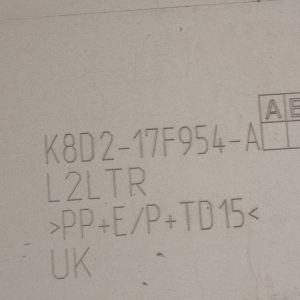 A E
K8D2-17F954-A
L2LTR
>PP+E/P+TD15<
UK